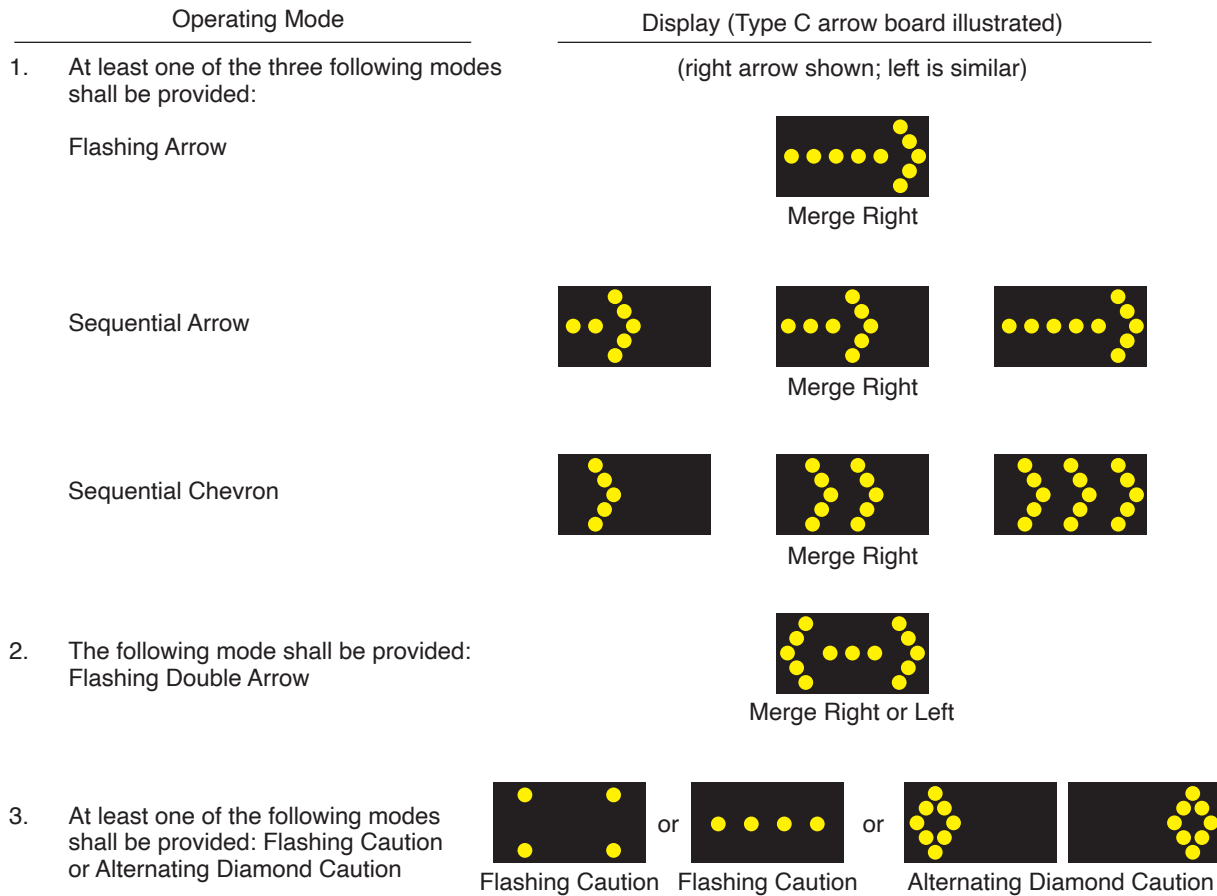 Operating Mode
Display (Type C arrow board illustrated)
1. At least one of the three following modes
shall be provided:
(right arrow shown; left is similar)
Flashing Arrow
Merge Right
Sequential Arrow
Merge Right
Sequential Chevron
Merge Right
2. The following mode shall be provided:
Flashing Double Arrow
Merge Right or Left
3. At least one of the following modes
shall be provided: Flashing Caution
or Alternating Diamond Caution
or
or
Flashing Caution
Flashing Caution
Alternating Diamond Caution